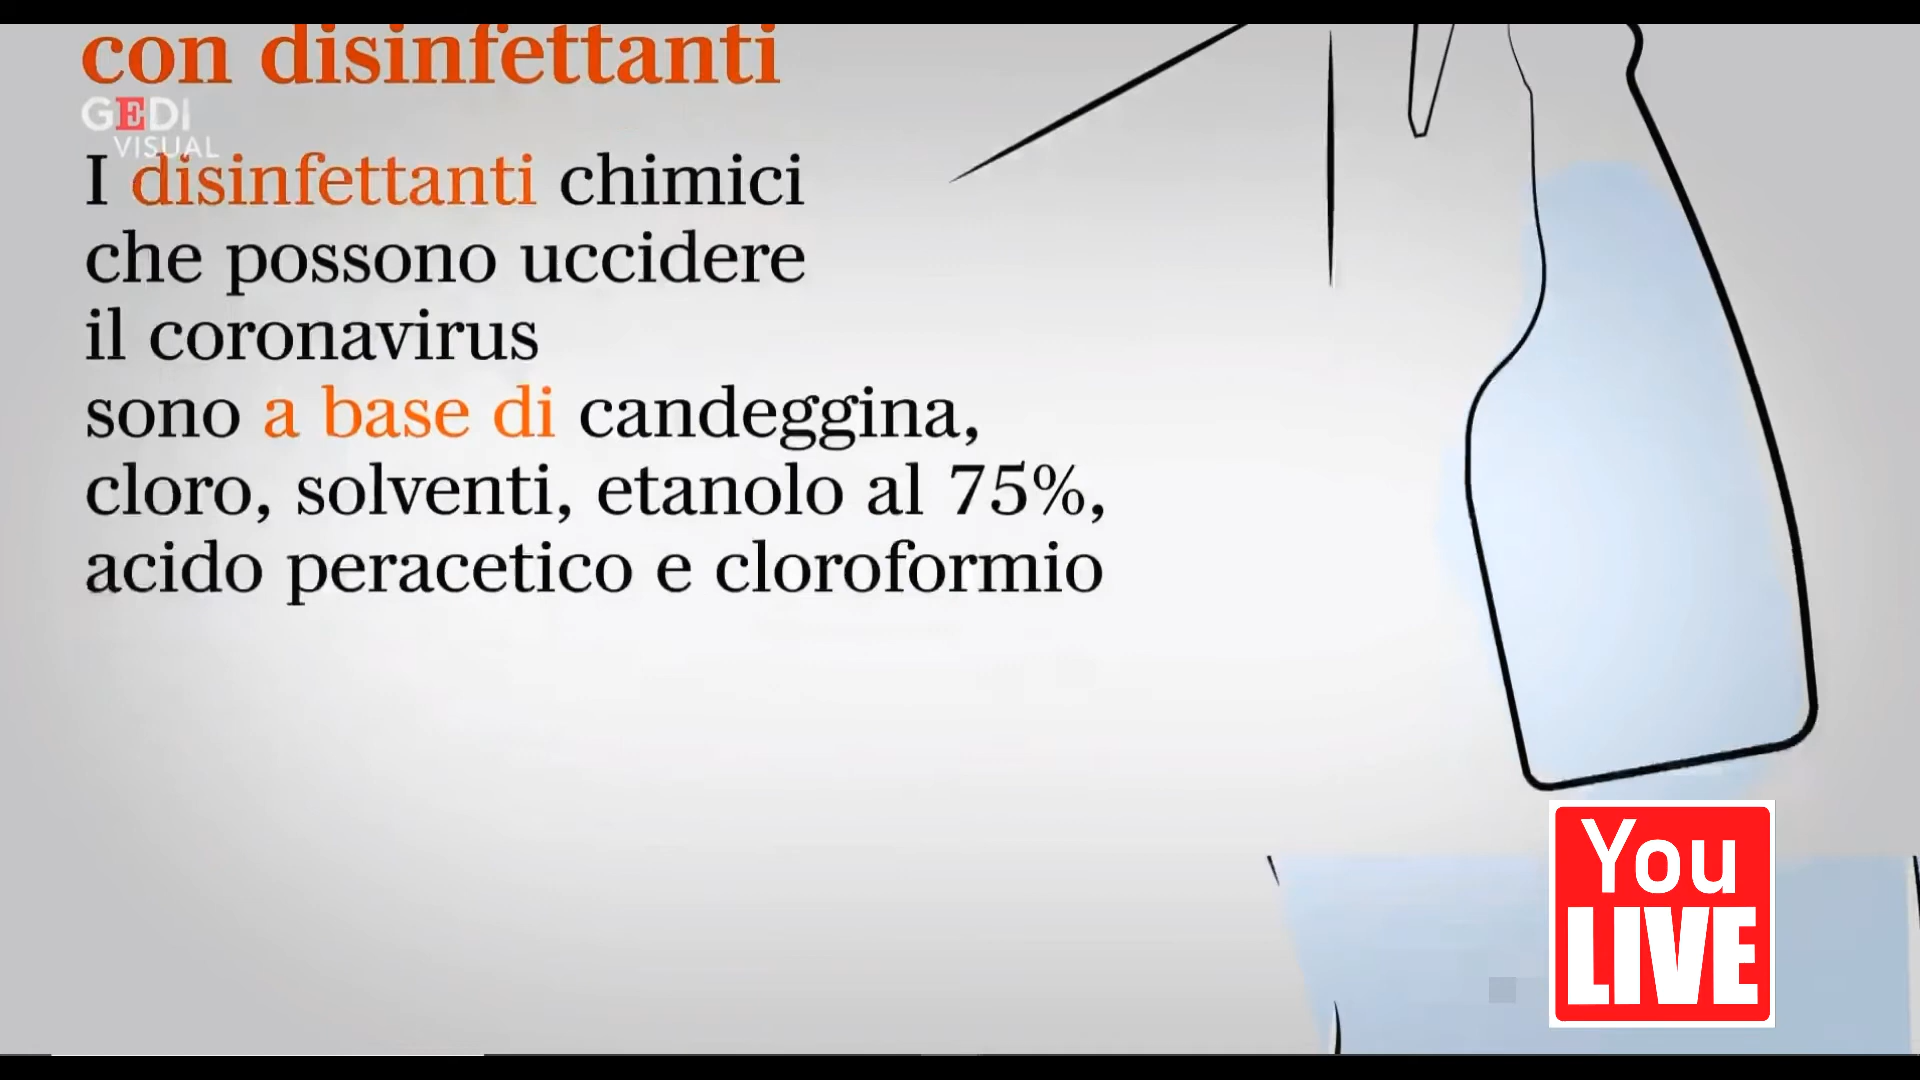 con disinfettanti
GEDI
VISUAL
I disinfettanti chimici
che possono uccidere
il coronavirus
sono a base di candeggina,
cloro, solventi, etanolo al 75%,
acido peracetico e cloroformio
You
LIVE